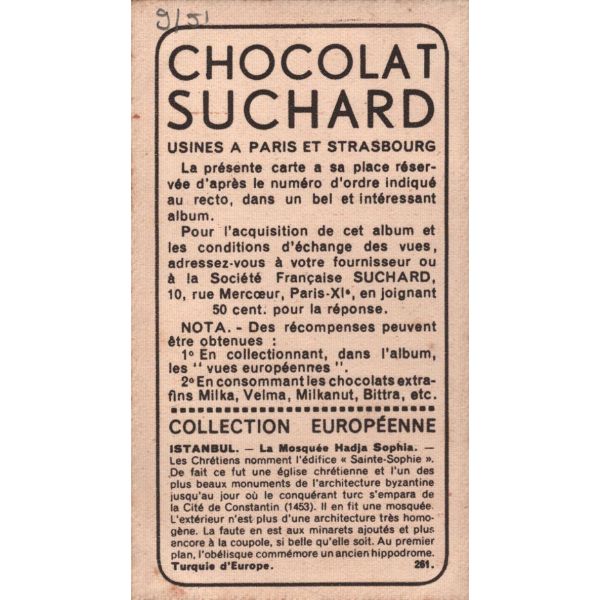 9/51
CHOCOLAT
SUCHARD
USINES A PARIS ET STRASBOURG
La présente carte a sa place réser-
vée d'après le numéro d'ordre indiqué
au recto, dans un bel et intéressant
album.
Pour l'acquisition de cet album et
les conditions d'échange des vues,
adressez-vous à votre fournisseur ou
à la Société Française SUCHARD,
10, rue Mercœur, Paris-XIe, en joignant
50 cent. pour la réponse.
NOTA. - Des récompenses peuvent
être obtenues :
1º En collectionnant, dans l'album,
les " vues européennes ".
2º En consommant les chocolats extra-
fins Milka, Velma, Milkanut, Bittra, etc.
COLLECTION EUROPÉENNE
ISTANBUL. — La Mosquée Hadja Sophia. —
Les Chrétiens nomment l'édifice « Sainte-Sophie ».
De fait ce fut une église chrétienne et l'un des
plus beaux monuments de l'architecture byzantine
jusqu'au jour où le conquérant turc s'empara de
la Cité de Constantin (1453). Il en fit une mosquée.
L'extérieur n'est plus d'une architecture très homo-
gène. La faute en est aux minarets ajoutés et plus
encore à la coupole, si belle qu'elle soit. Au premier
plan, l'obélisque commémore un ancien hippodrome.
Turquie d'Europe. 261.